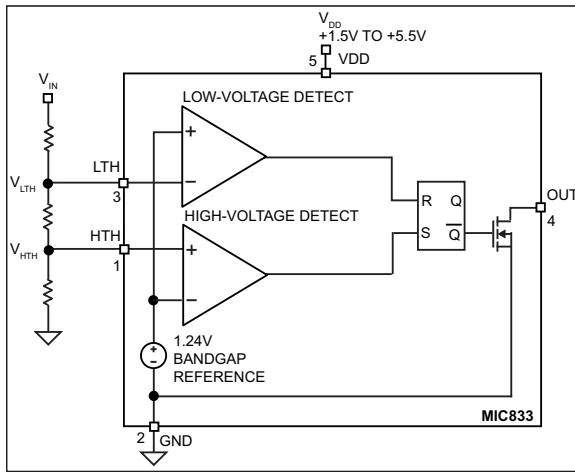 V_DD
+1.5V TO +5.5V
5 VDD
V_IN
LOW-VOLTAGE DETECT
+
LTH
R Q
OUT
V_LTH
3
−
4
HIGH-VOLTAGE DETECT
HTH
S Q̅
V_HTH
1
+
−
1.24V
BANDGAP
REFERENCE
+
−
MIC833
2 GND